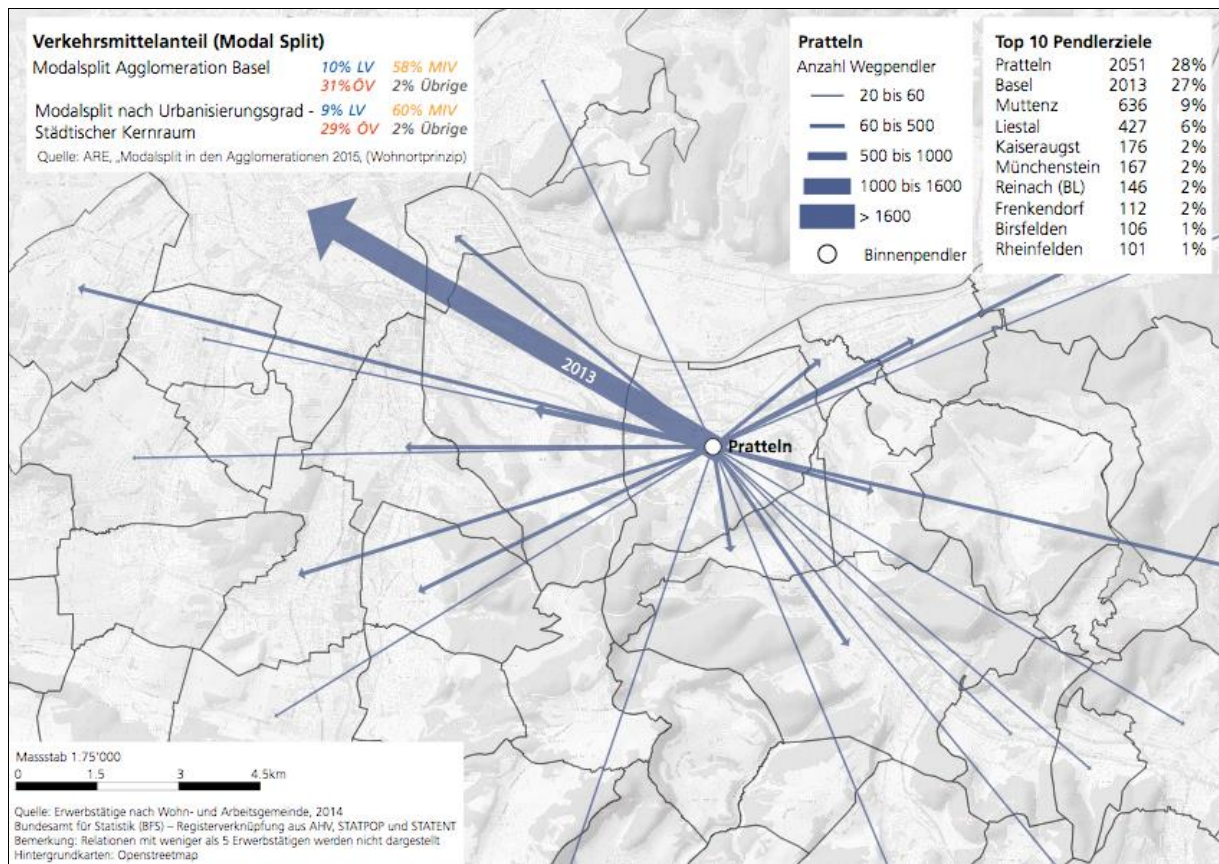 Verkehrsmittelanteil (Modal Split)
Modalsplit Agglomeration Basel 10% LV 58% MIV
31% ÖV 2% Übrige
Modalsplit nach Urbanisierungsgrad - 9% LV 60% MIV
Städtischer Kernraum 29% ÖV 2% Übrige
Quelle: ARE, „Modalsplit in den Agglomerationen 2015, (Wohnortprinzip)
Pratteln
Anzahl Wegpendler
20 bis 60
60 bis 500
500 bis 1000
1000 bis 1600
> 1600
Binnenpendler
Top 10 Pendlerziele
Pratteln 2051 28%
Basel 2013 27%
Muttenz 636 9%
Liestal 427 6%
Kaiseraugst 176 2%
Münchenstein 167 2%
Reinach (BL) 146 2%
Frenkendorf 112 2%
Birsfelden 106 1%
Rheinfelden 101 1%
2013
Pratteln
Massstab 1:75'000
0 1.5 3 4.5km
Quelle: Erwerbstätige nach Wohn- und Arbeitsgemeinde, 2014
Bundesamt für Statistik (BFS) – Registerverknüpfung aus AHV, STATPOP und STATENT
Bemerkung: Relationen mit weniger als 5 Erwerbstätigen werden nicht dargestellt
Hintergrundkarten: Openstreetmap